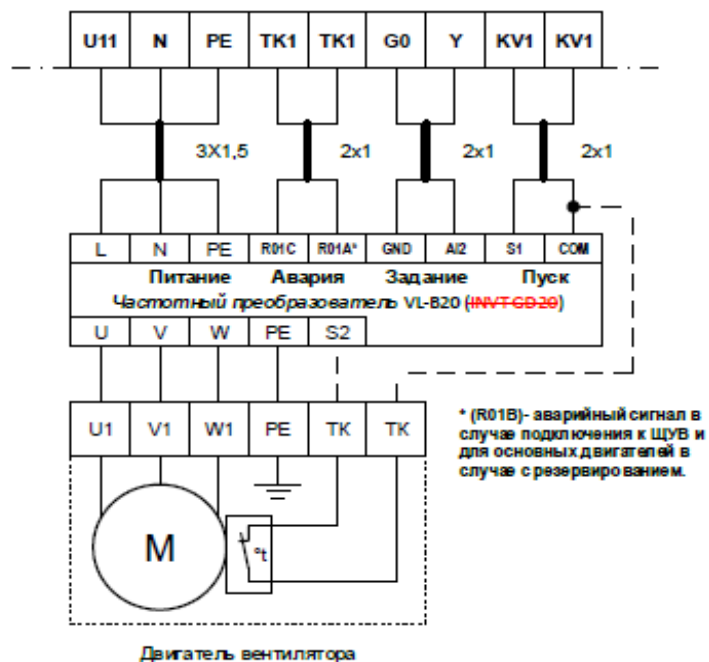 U11 N PE TK1 TK1 G0 Y KV1 KV1
3X1,5 2x1 2x1 2x1
L N PE R01C R01A* GND AI2 S1 COM
Питание Авария Задание Пуск
Частотный преобразователь VL-B20 (INVT GD20)
U V W PE S2
U1 V1 W1 PE TK TK
* (R01B)- аварийный сигнал в
случае подключения к ЩУВ и
для основных двигателей в
случае с резервированием.
M
°t
Двигатель вентилятора